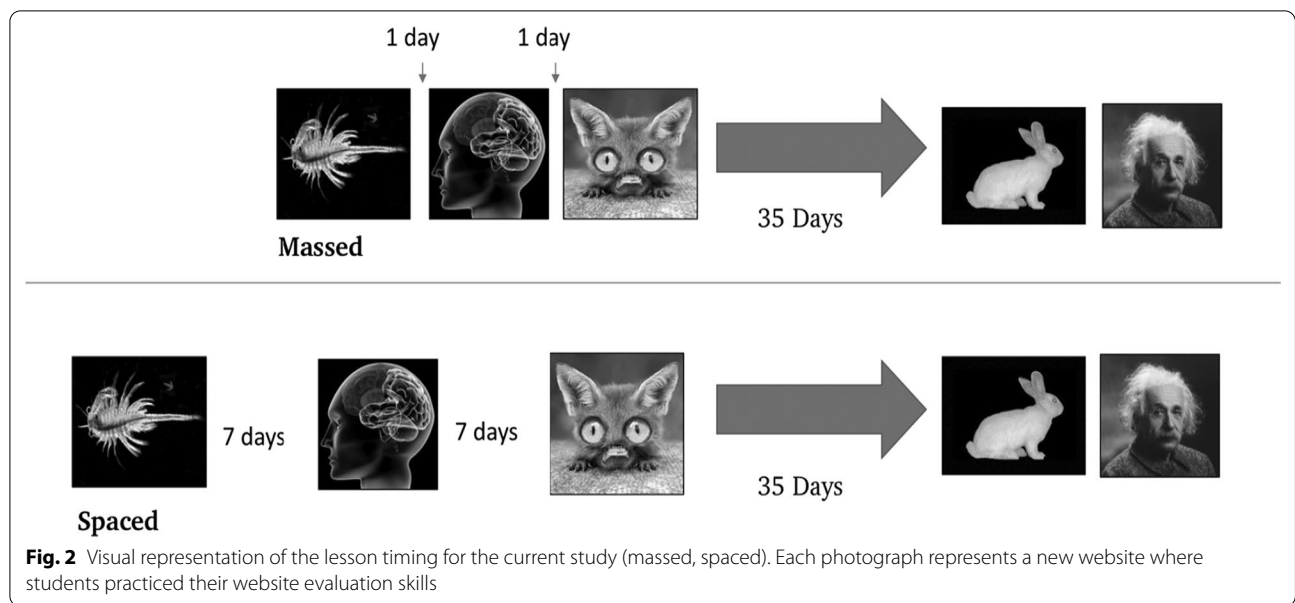 1 day 1 day
35 Days
Massed
7 days 7 days
35 Days
Spaced
Fig. 2 Visual representation of the lesson timing for the current study (massed, spaced). Each photograph represents a new website where
students practiced their website evaluation skills